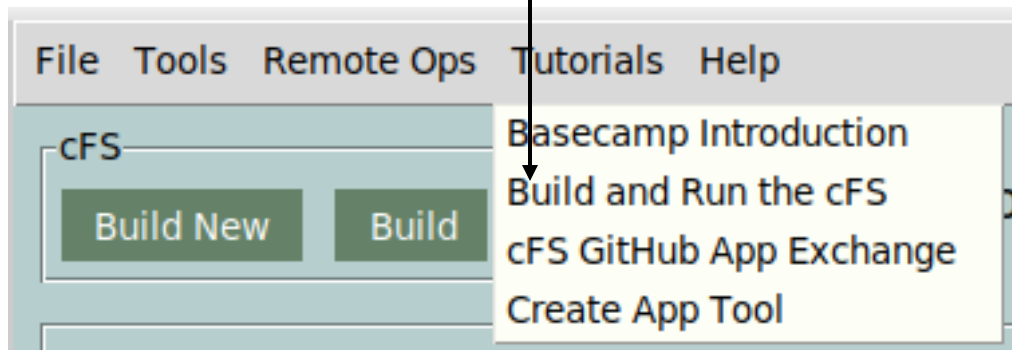 File Tools Remote Ops Tutorials Help
cFS
Build New Build
Basecamp Introduction
Build and Run the cFS
cFS GitHub App Exchange
Create App Tool